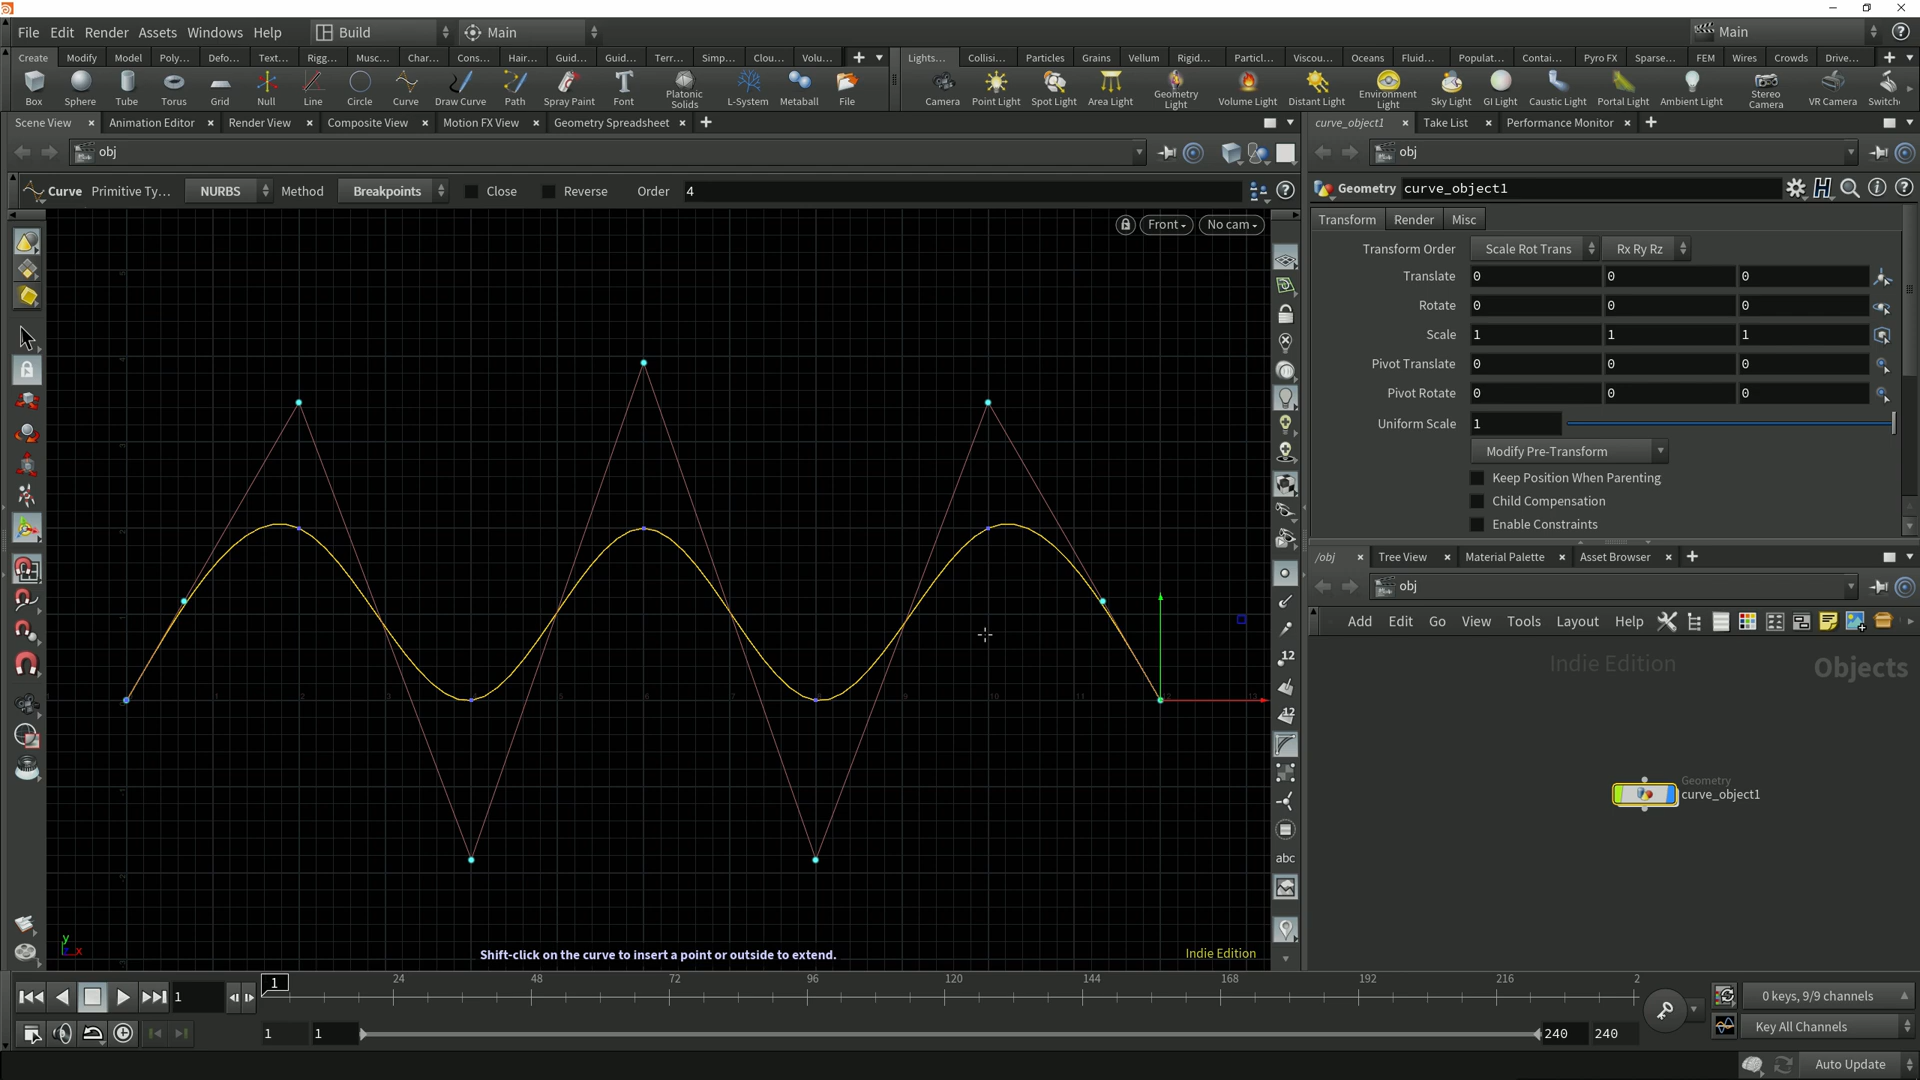 File Edit Render Assets Windows Help Build Main Main
Create Modify Model Poly... Defo... Text... Rigg... Musc... Char... Cons... Hair... Guid... Guid... Terr... Simp... Clou... Volu... Lights... Collisi... Particles Grains Vellum Rigid... Particl... Viscou... Oceans Fluid... Populat... Contai... Pyro FX Sparse... FEM Wires Crowds Drive...
Box Sphere Tube Torus Grid Null Line Circle Curve Draw Curve Path Spray Paint Font Platonic Solids L-System Metaball File Camera Point Light Spot Light Area Light Geometry Light Volume Light Distant Light Environment Light Sky Light GI Light Caustic Light Portal Light Ambient Light Stereo Camera VR Camera Switch
Scene View Animation Editor Render View Composite View Motion FX View Geometry Spreadsheet curve_object1 Take List Performance Monitor
obj obj
Curve Primitive Ty... NURBS Method Breakpoints Close Reverse Order 4
Geometry curve_object1
Front No cam
Transform Render Misc
Transform Order Scale Rot Trans Rx Ry Rz
Translate 0 0 0
Rotate 0 0 0
Scale 1 1 1
Pivot Translate 0 0 0
Pivot Rotate 0 0 0
Uniform Scale 1
Modify Pre-Transform
Keep Position When Parenting
Child Compensation
Enable Constraints
/obj Tree View Material Palette Asset Browser
obj
Add Edit Go View Tools Layout Help
Indie Edition Objects
12
12
abc
Geometry
curve_object1
y
z x
Shift-click on the curve to insert a point or outside to extend.
Indie Edition
1 1 24 48 72 96 120 144 168 192 216 2
0 keys, 9/9 channels
1 1 240 240
Key All Channels
Auto Update